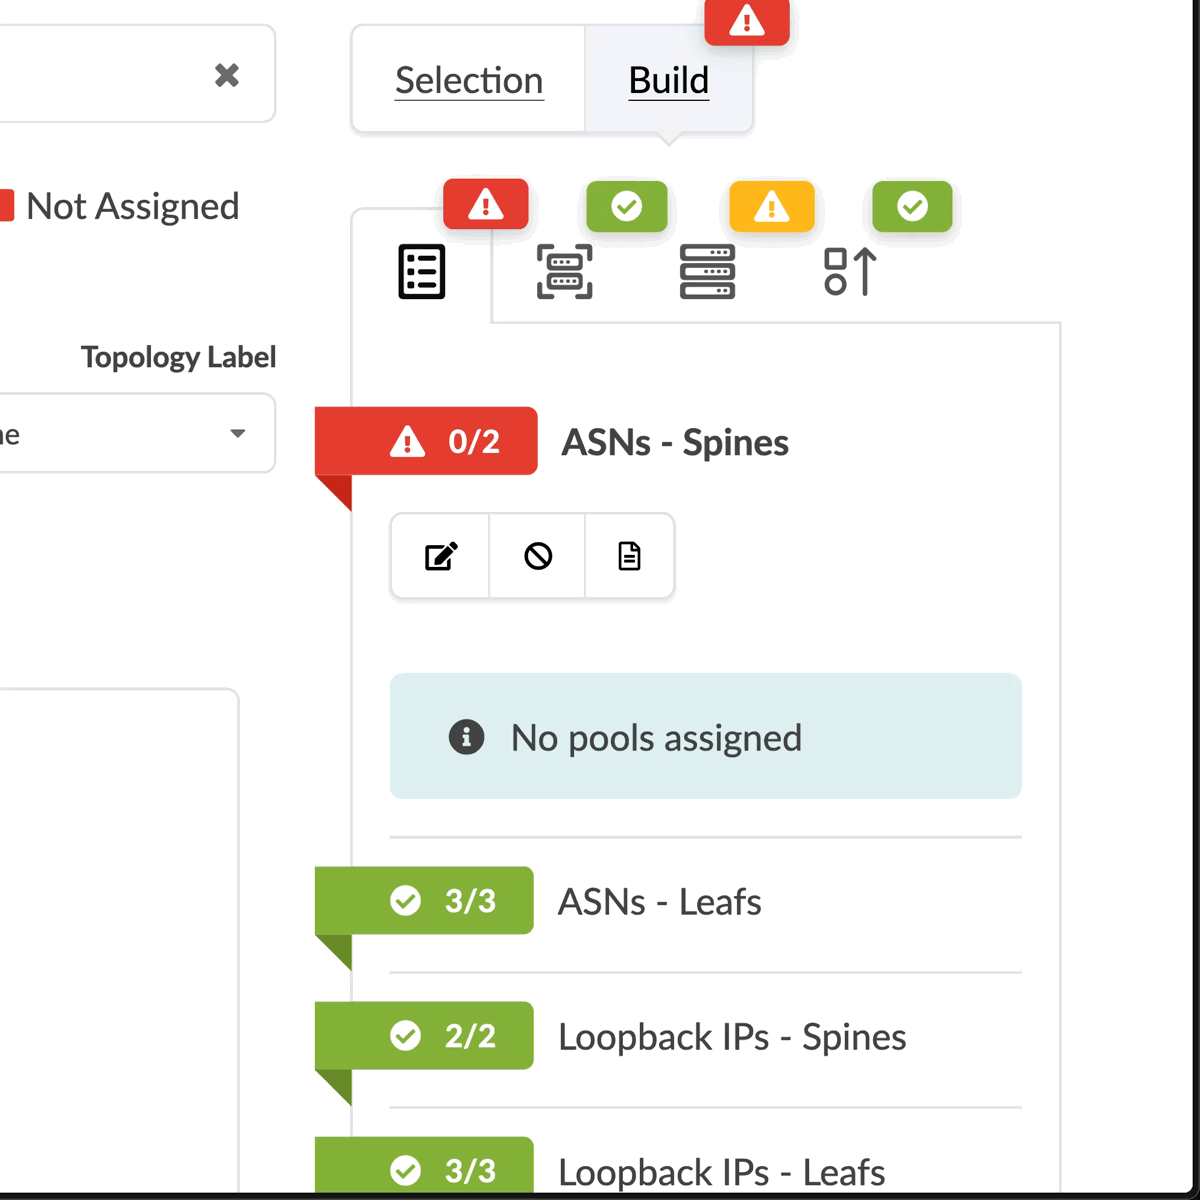 Selection
Build
Not Assigned
Topology Label
0/2
ASNs - Spines
No pools assigned
3/3
ASNs - Leafs
2/2
Loopback IPs - Spines
3/3
Loopback IPs - Leafs